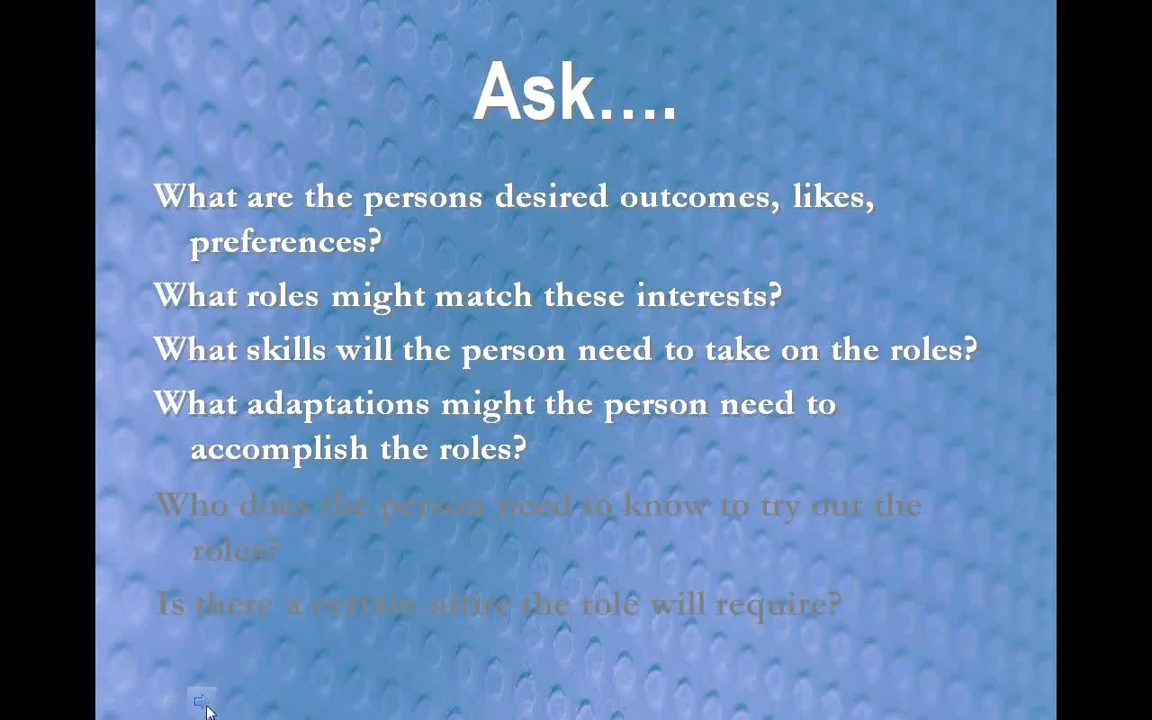 Ask....
What are the persons desired outcomes, likes,
preferences?
What roles might match these interests?
What skills will the person need to take on the roles?
What adaptations might the person need to
accomplish the roles?
Who does the person need to know to try out the
roles?
Is there a certain attire the role will require?